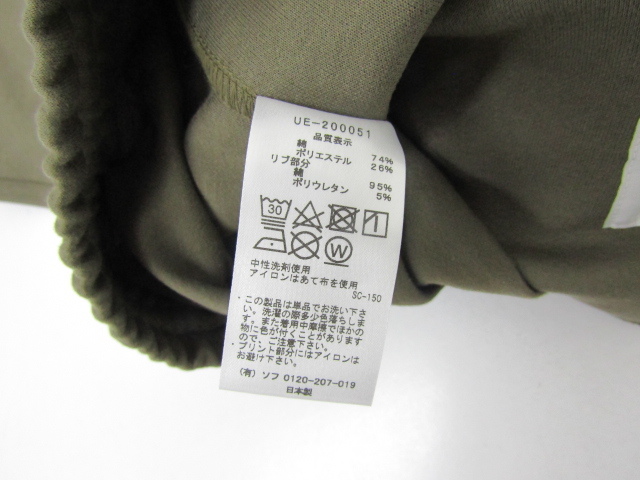 UE-200051
品質表示
綿 74%
ポリエステル 26%
リブ部分
綿 95%
ポリウレタン 5%
30
W
中性洗剤使用
アイロンはあて布を使用
SC-150
・この製品は単品でお洗い下さ
い。洗濯の際多少色落ちしま
す。また着用中摩擦でほかの
物に色が付くことがあります
ので、ご注意下さい。
・プリント部分にはアイロンは
お避け下さい。
(有) ソフ 0120-207-019
日本製